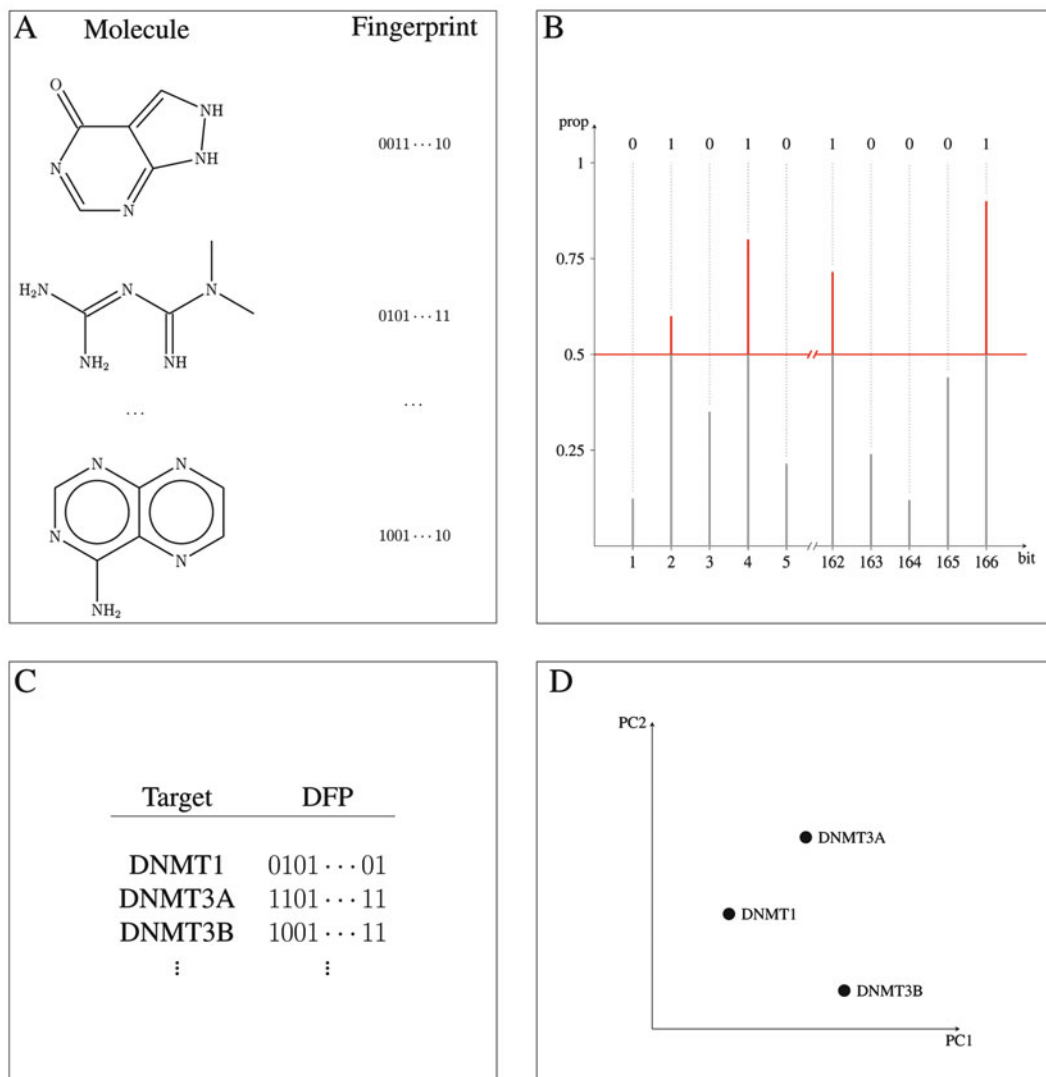 A
Molecule Fingerprint
O
NH
NH
N
N
0011···10
H₂N
N
N
NH₂
NH
0101···11
...
...
N
N
N
N
NH₂
1001···10
B
prop
0 1 0 1 0 1 0 0 0 1
1
0.75
0.5
0.25
1 2 3 4 5 162 163 164 165 166 bit
C
Target DFP
DNMT1 0101···01
DNMT3A 1101···11
DNMT3B 1001···11
⋮ ⋮
D
PC2
DNMT3A
DNMT1
DNMT3B
PC1